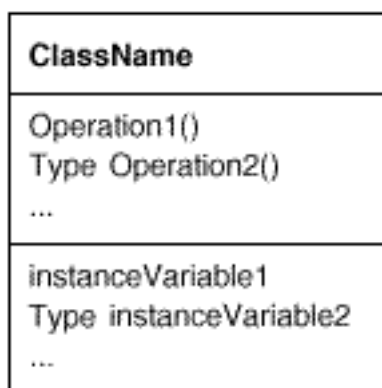 ClassName
Operation1()
Type Operation2()
...
instanceVariable1
Type instanceVariable2
...